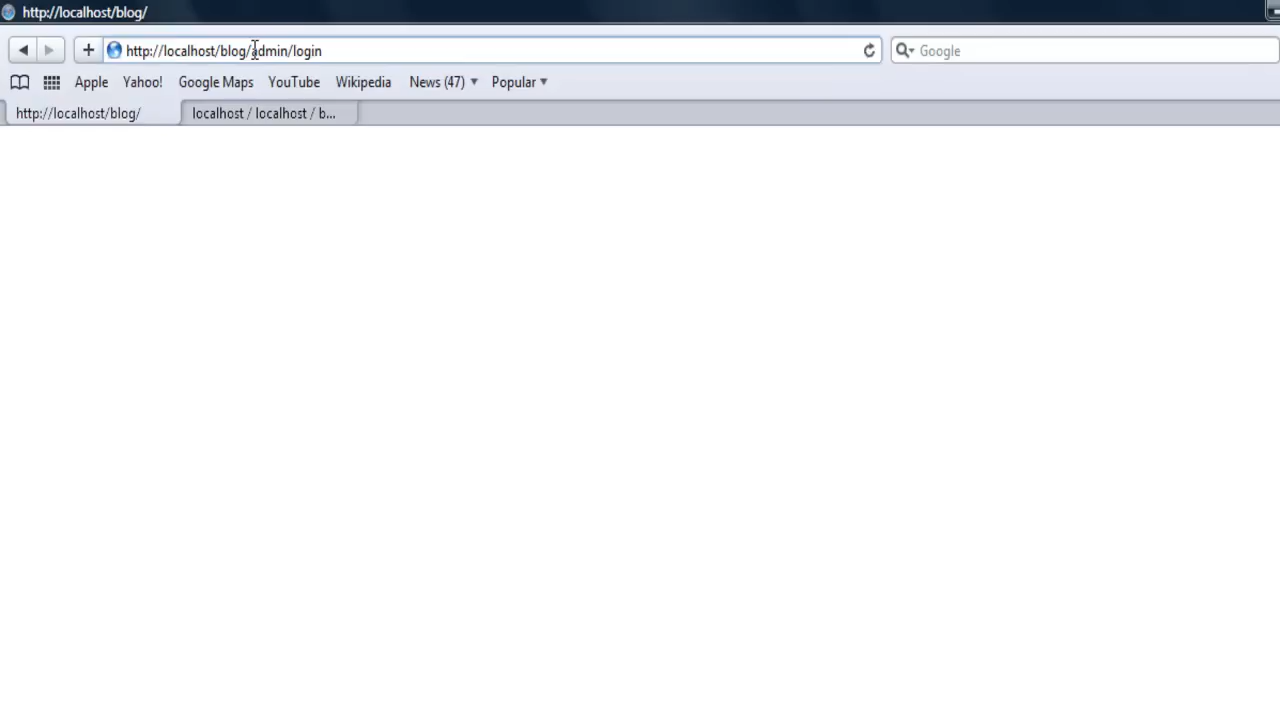 http://localhost/blog/
http://localhost/blog/admin/login
Google
Apple Yahoo! Google Maps YouTube Wikipedia News (47) Popular
http://localhost/blog/ localhost / localhost / b...